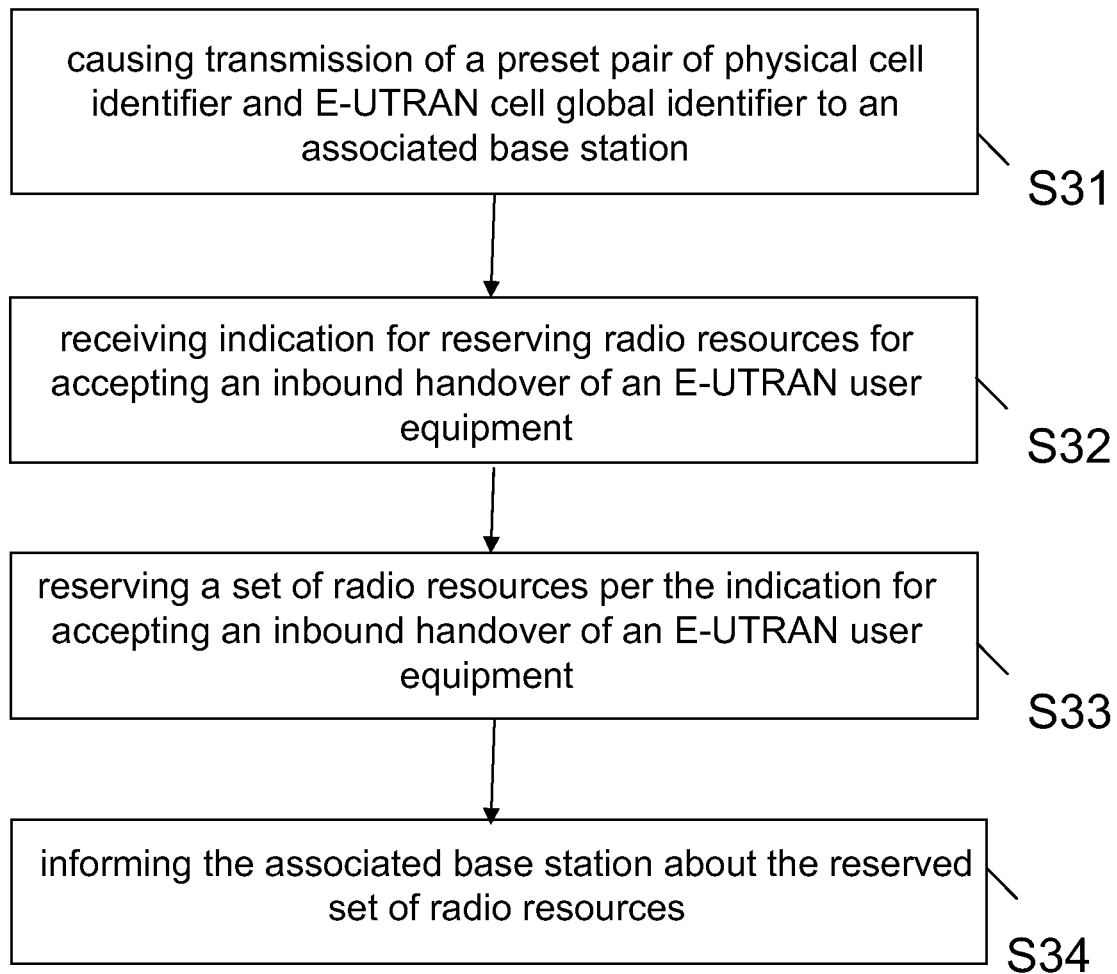 causing transmission of a preset pair of physical cell
identifier and E-UTRAN cell global identifier to an
associated base station
S31
receiving indication for reserving radio resources for
accepting an inbound handover of an E-UTRAN user
equipment
S32
reserving a set of radio resources per the indication for
accepting an inbound handover of an E-UTRAN user
equipment
S33
informing the associated base station about the reserved
set of radio resources
S34